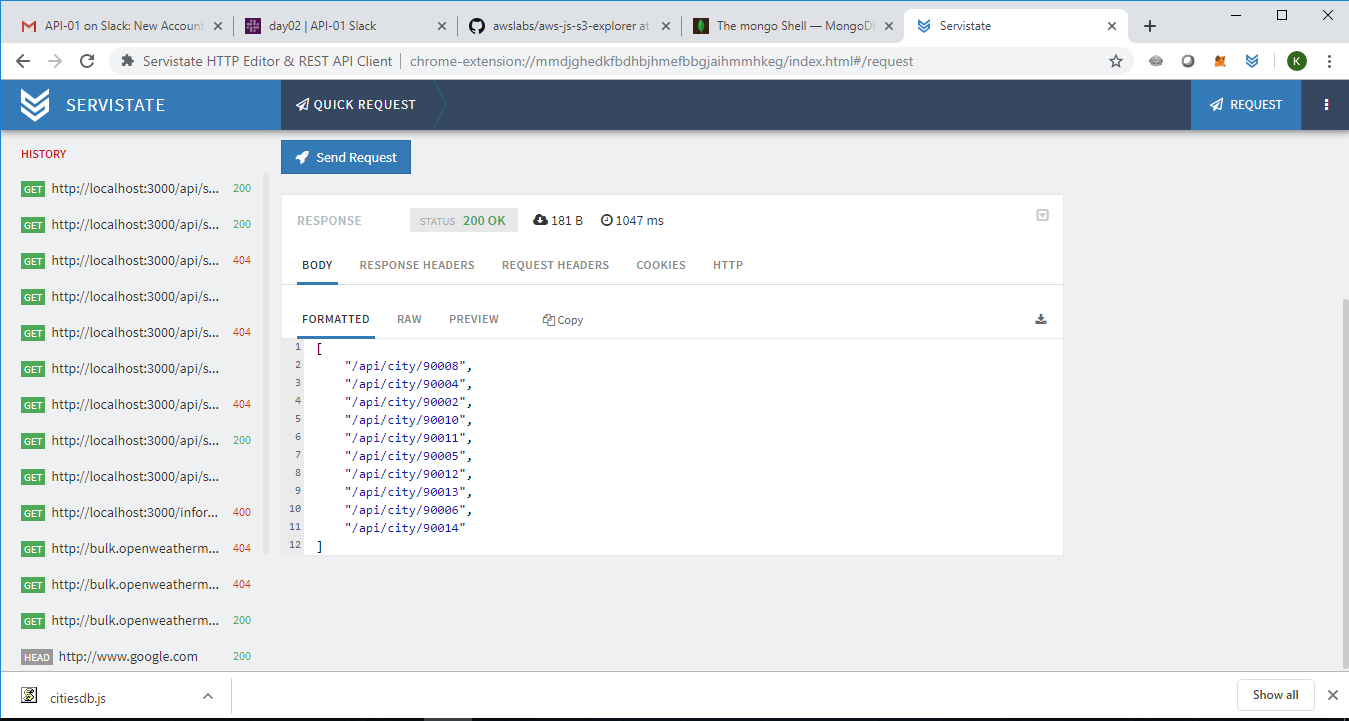 API-01 on Slack: New Account
day02 | API-01 Slack
awslabs/aws-js-s3-explorer at
The mongo Shell — MongoDB
Servistate
Servistate HTTP Editor & REST API Client
chrome-extension://mmdjghedkfbdhbjhmefbbgjaihmmhkeg/index.html#/request
K
SERVISTATE
QUICK REQUEST
REQUEST
HISTORY
GET http://localhost:3000/api/s... 200
GET http://localhost:3000/api/s... 200
GET http://localhost:3000/api/s... 404
GET http://localhost:3000/api/s...
GET http://localhost:3000/api/s... 404
GET http://localhost:3000/api/s...
GET http://localhost:3000/api/s... 404
GET http://localhost:3000/api/s... 200
GET http://localhost:3000/api/s...
GET http://localhost:3000/infor... 400
GET http://bulk.openweatherm... 404
GET http://bulk.openweatherm... 404
GET http://bulk.openweatherm... 200
HEAD http://www.google.com 200
Send Request
RESPONSE STATUS 200 OK 181 B 1047 ms
BODY RESPONSE HEADERS REQUEST HEADERS COOKIES HTTP
FORMATTED RAW PREVIEW Copy
1 [
2 "/api/city/90008",
3 "/api/city/90004",
4 "/api/city/90002",
5 "/api/city/90010",
6 "/api/city/90011",
7 "/api/city/90005",
8 "/api/city/90012",
9 "/api/city/90013",
10 "/api/city/90006",
11 "/api/city/90014"
12 ]
citiesdb.js
Show all